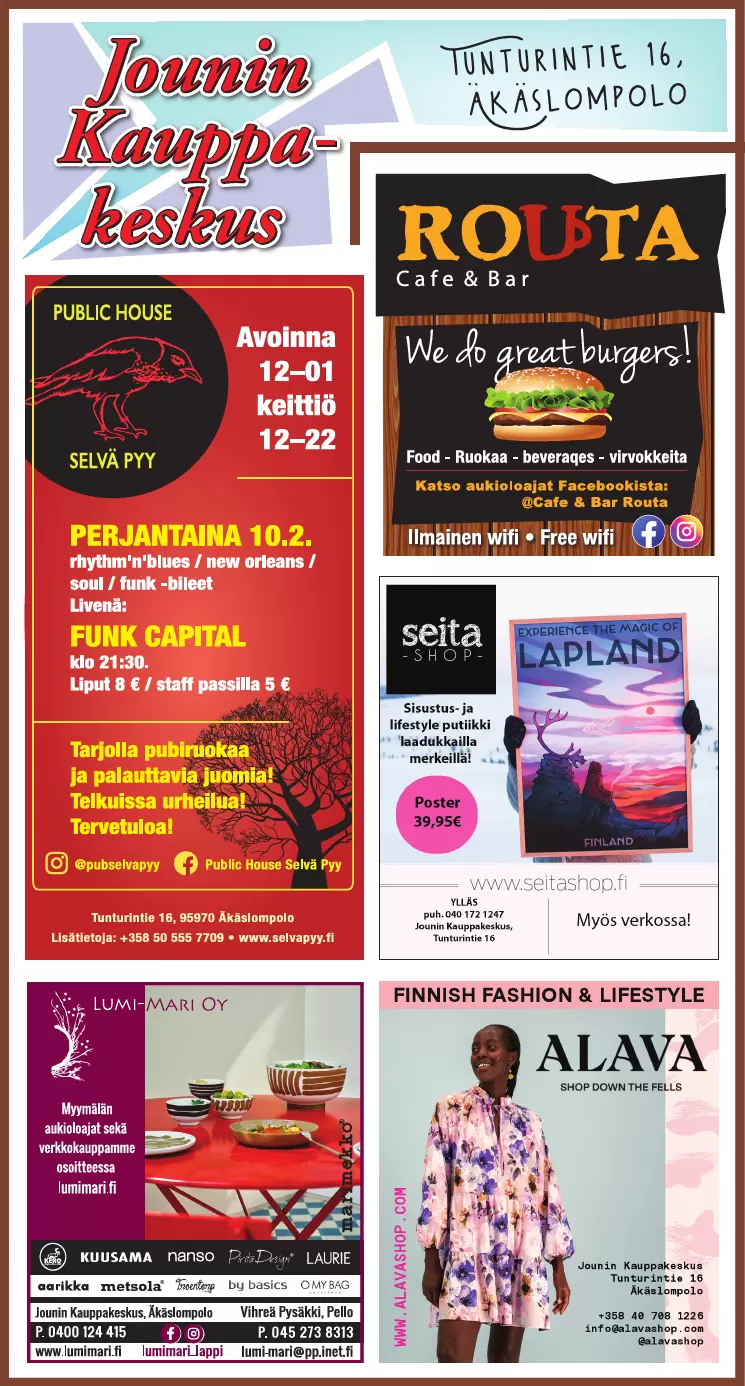 Jounin
Kauppa-
keskus
TUNTURINTIE 16,
ÄKÄSLOMPOLO
ROUTA
Cafe & Bar
We do great burgers!
Food - Ruokaa - beveraqes - virvokkeita
Katso aukioloajat Facebookista:
@Cafe & Bar Routa
Ilmainen wifi • Free wifi
PUBLIC HOUSE
SELVÄ PYY
Avoinna
12–01
keittiö
12–22
PERJANTAINA 10.2.
rhythm'n'blues / new orleans /
soul / funk -bileet
Livenä:
FUNK CAPITAL
klo 21:30.
Liput 8 € / staff passilla 5 €
Tarjolla pubiruokaa
ja palauttavia juomia!
Telkuissa urheilua!
Tervetuloa!
@pubselvapyy
Public House Selvä Pyy
Tunturintie 16, 95970 Äkäslompolo
Lisätietoja: +358 50 555 7709 • www.selvapyy.fi
seita
- SHOP -
Sisustus- ja
lifestyle putiikki
laadukkailla
merkeillä!
Poster
39,95€
EXPERIENCE THE MAGIC OF
LAPLAND
FINLAND
www.seitashop.fi
YLLÄS
puh. 040 172 1247
Jounin Kauppakeskus,
Tunturintie 16
Myös verkossa!
LUMI-MARI OY
Myymälän
aukioloajat sekä
verkkokauppamme
osoitteessa
lumimari.fi
marimekko®
KERO
KUUSAMA
nanso
Pirita Design
LAURIE
aarikka
metsola
by basics
O MY BAG
Jounin Kauppakeskus, Äkäslompolo
Vihreä Pysäkki, Pello
P. 0400 124 415
P. 045 273 8313
www.lumimari.fi
lumimari_lappi
lumi-mari@pp.inet.fi
FINNISH FASHION & LIFESTYLE
ALAVA
SHOP DOWN THE FELLS
WWW.ALAVASHOP.COM
Jounin Kauppakeskus
Tunturintie 16
Äkäslompolo
+358 40 708 1226
info@alavashop.com
@alavashop